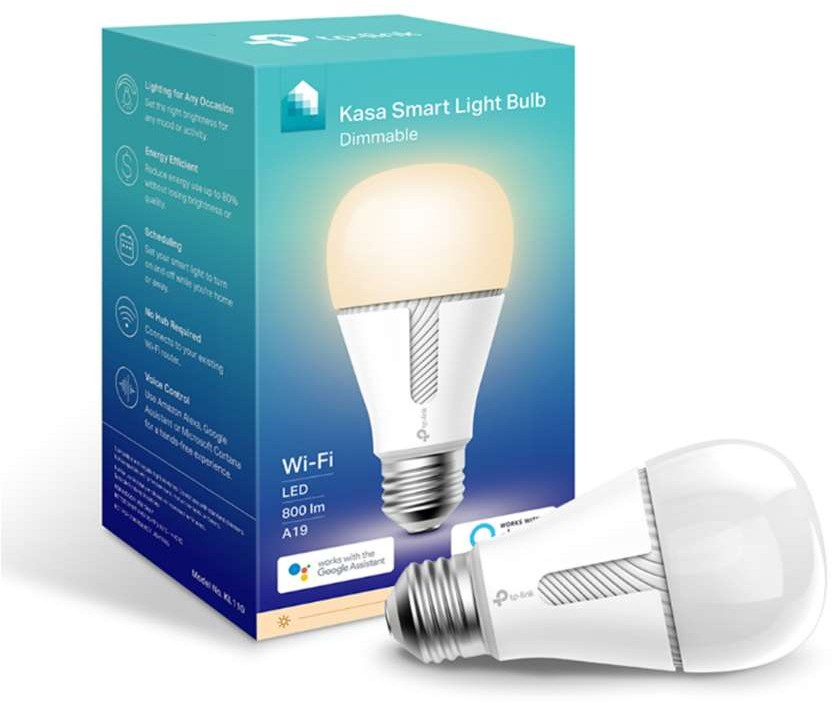 tp-link
Kasa Smart Light Bulb
Dimmable
Lighting for Any Occasion
Set the right brightness for
any mood or activity.
Energy Efficient
Reduce energy use up to 80%
without losing brightness or
quality.
Scheduling
Set your smart light to turn
on and off while you're home
or away.
No Hub Required
Connects to your existing
Wi-Fi router.
Voice Control
Use Amazon Alexa, Google
Assistant or Microsoft Cortana
for a hands-free experience.
Model No. KL110
tp-link
Wi-Fi
LED
800 lm
A19
works with the
Google Assistant
WORKS WITH
tp-link